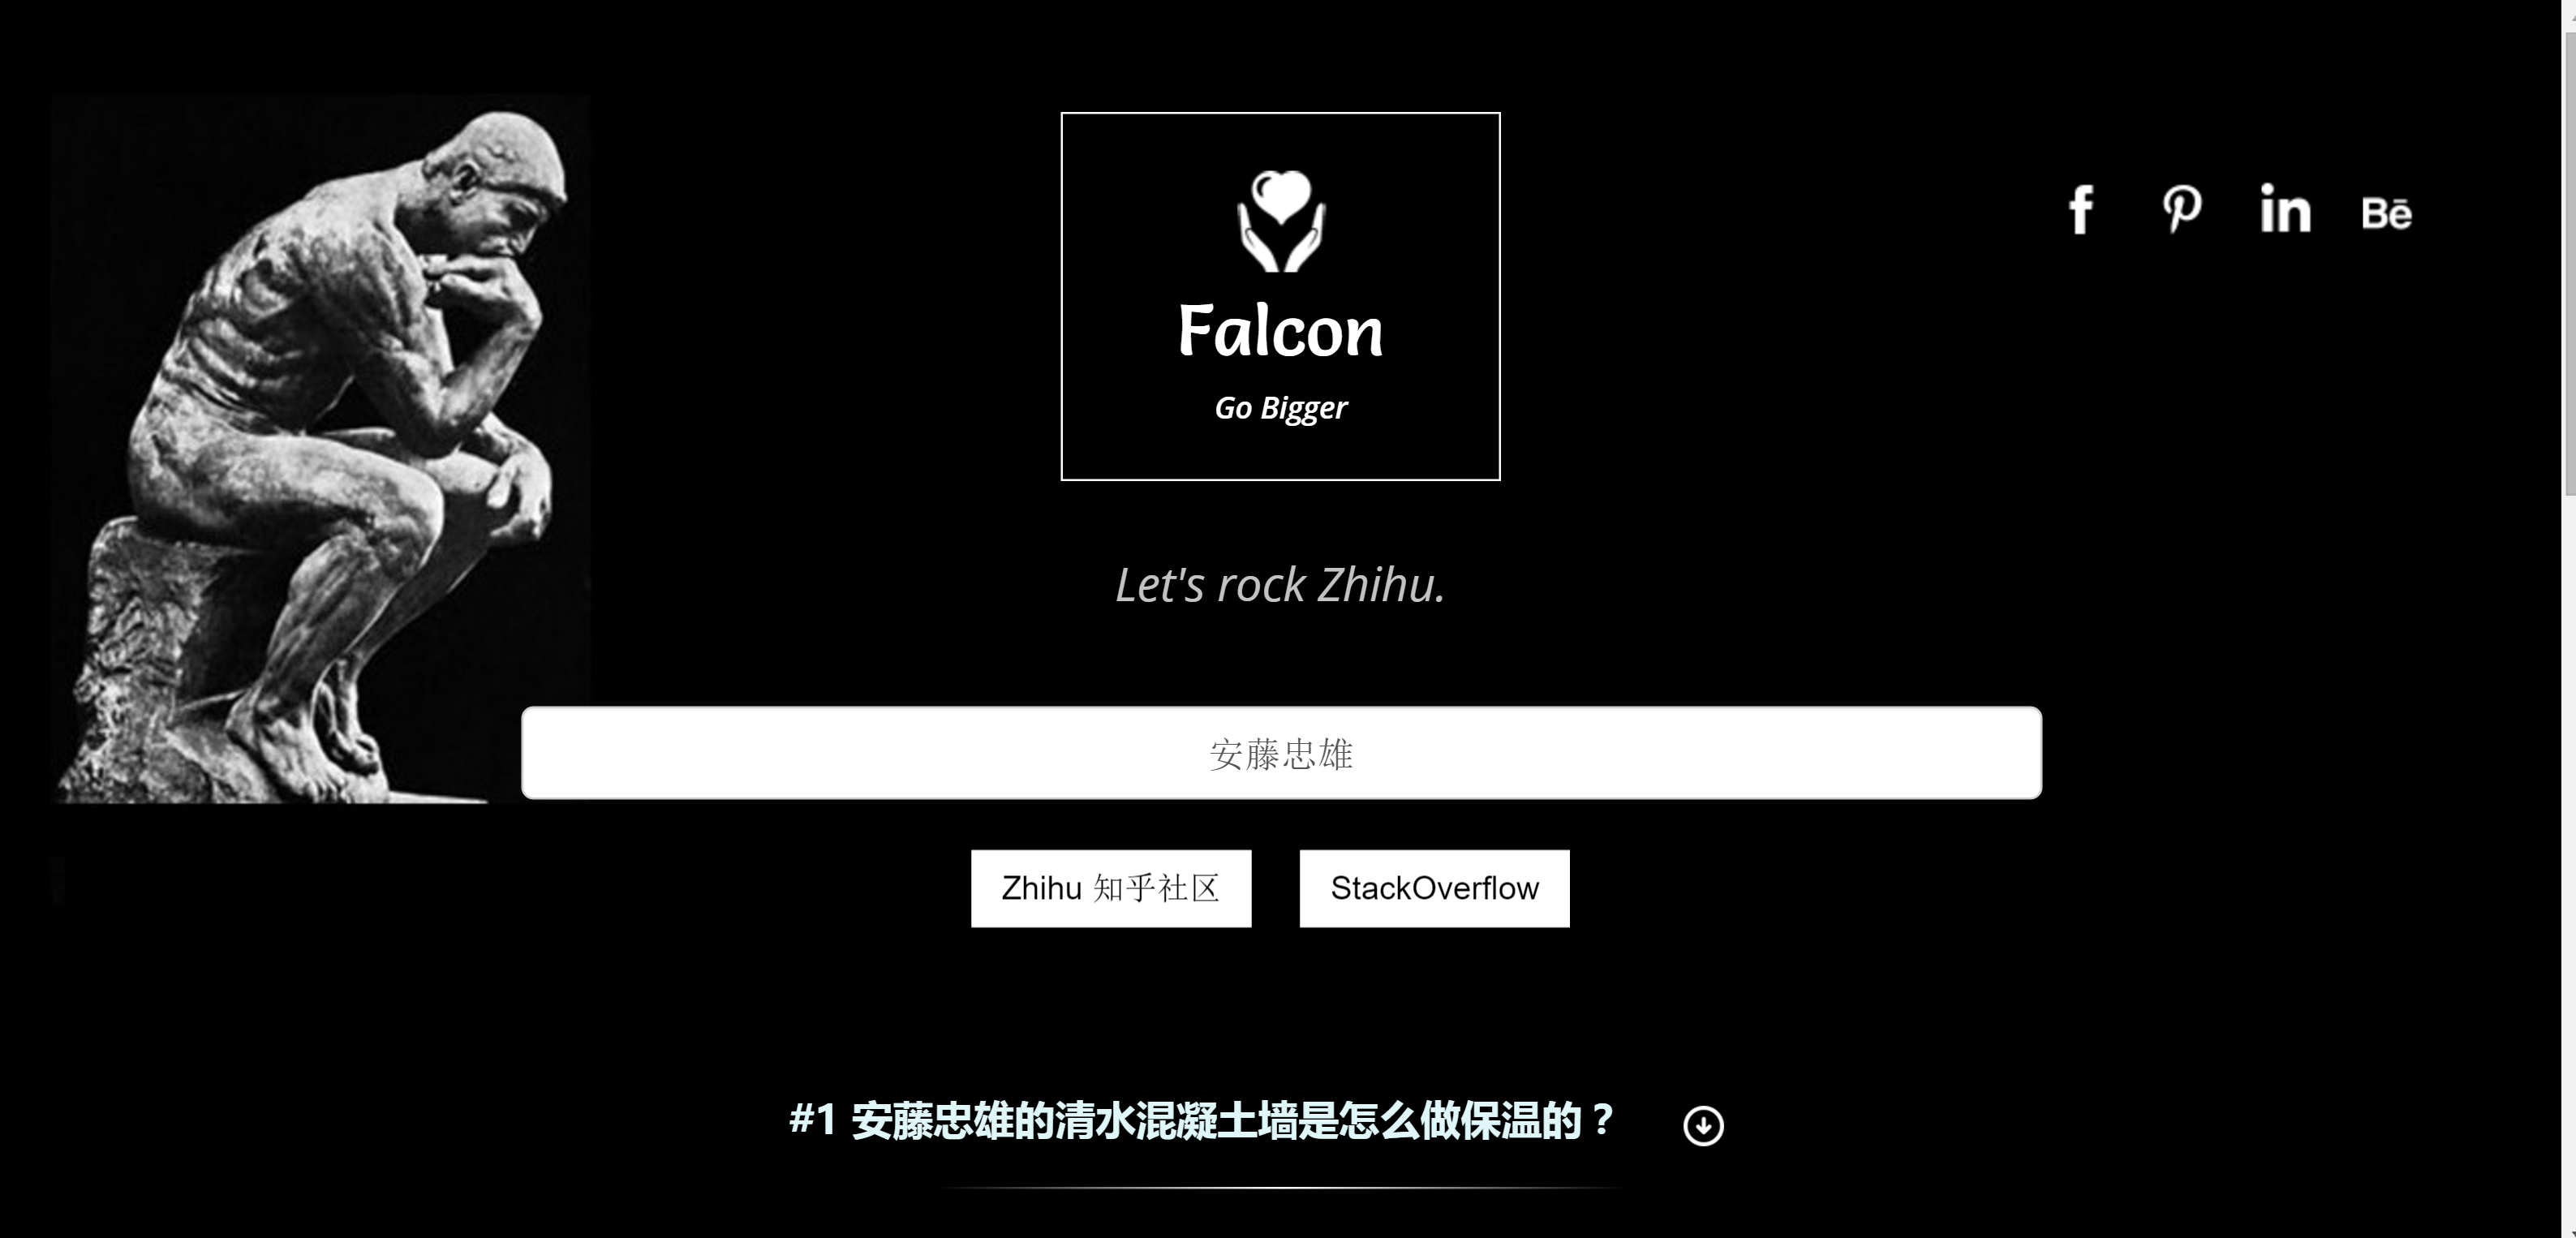 Falcon
Go Bigger
f
in
Bē
Let's rock Zhihu.
安藤忠雄
Zhihu 知乎社区
StackOverflow
#1 安藤忠雄的清水混凝土墙是怎么做保温的？